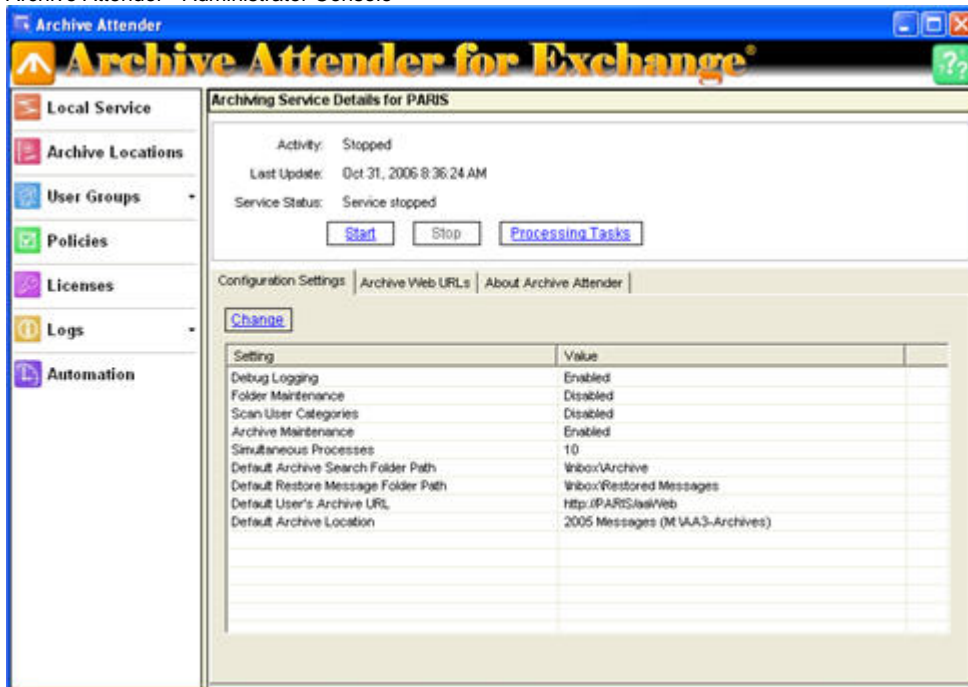 Archive Attender
Archive Attender for Exchange®
??
Local Service
Archive Locations
User Groups
Policies
Licenses
Logs
Automation
Archiving Service Details for PARIS
Activity: Stopped
Last Update: Oct 31, 2006 8:36:24 AM
Service Status: Service stopped
Start Stop Processing Tasks
Configuration Settings Archive Web URLs About Archive Attender
Change
Setting Value
Debug Logging Enabled
Folder Maintenance Disabled
Scan User Categories Disabled
Archive Maintenance Enabled
Simultaneous Processes 10
Default Archive Search Folder Path \Inbox\Archive
Default Restore Message Folder Path \Inbox\Restored Messages
Default User's Archive URL http://PARIS/aaWeb
Default Archive Location 2005 Messages (M:\AA3-Archives)